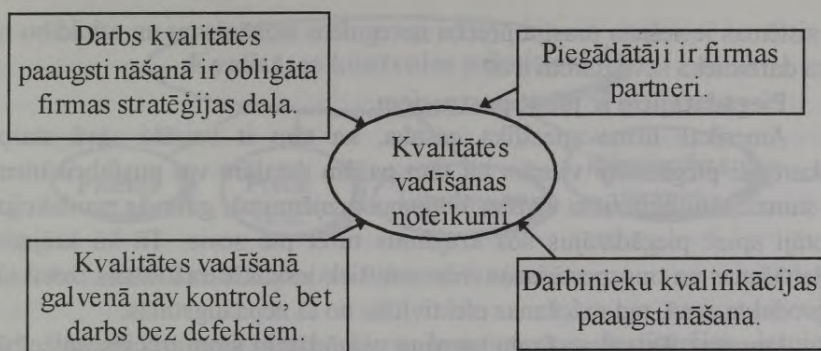 Darbs kvalitātes
paaugstināšanā ir obligāta
firmas stratēģijas daļa.
Piegādātāji ir firmas
partneri.
Kvalitātes
vadīšanas
noteikumi
Kvalitātes vadīšanā
galvenā nav kontrole, bet
darbs bez defektiem.
Darbinieku kvalifikācijas
paaugstināšana.